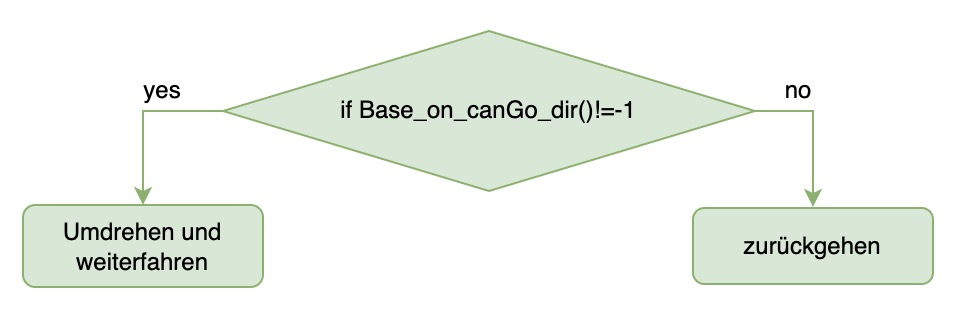 yes
no
if Base_on_canGo_dir()!=-1
Umdrehen und
weiterfahren
zurückgehen